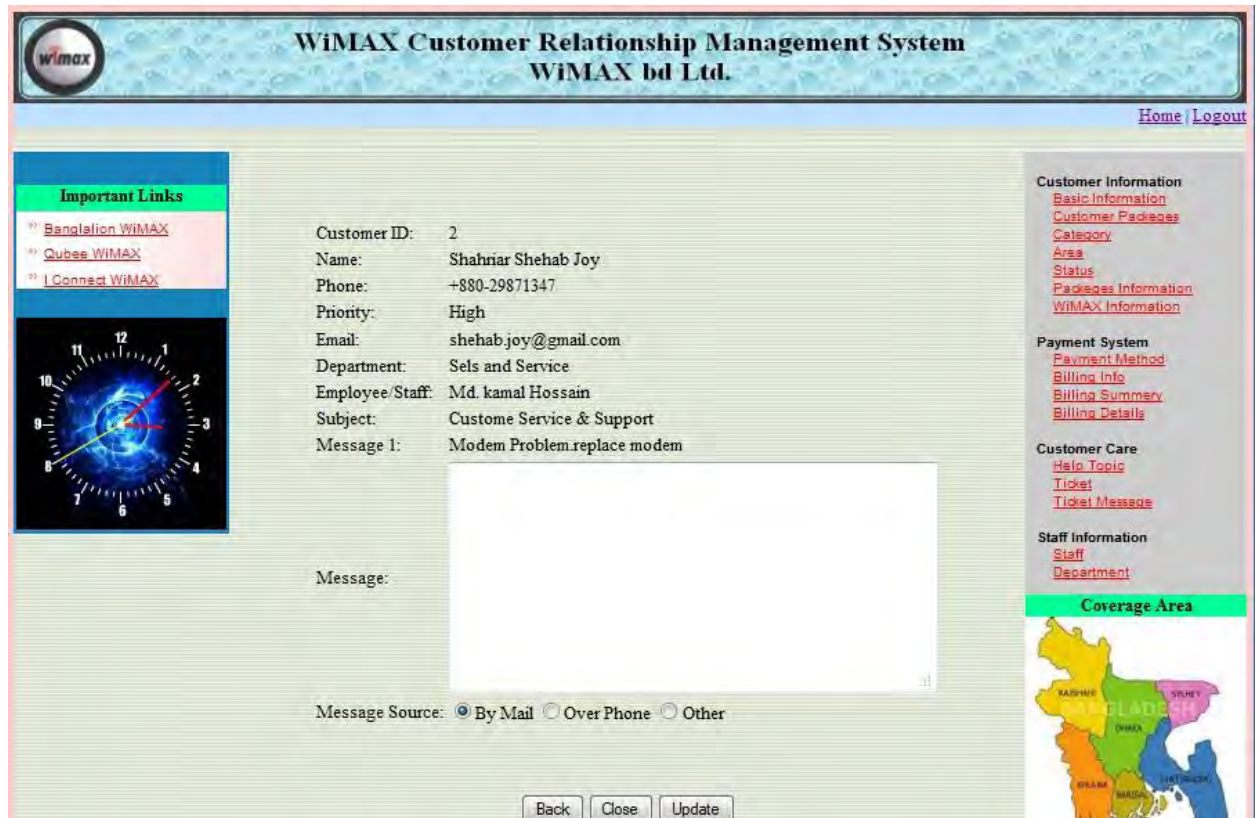 wimax
WiMAX Customer Relationship Management System
WiMAX bd Ltd.
Home | Logout
Important Links
Banglalion WiMAX
Qubee WiMAX
I Connect WiMAX
12
1
2
3
4
5
6
7
8
9
10
11
Customer ID: 2
Name: Shahriar Shehab Joy
Phone: +880-29871347
Priority: High
Email: shehab.joy@gmail.com
Department: Sels and Service
Employee/Staff: Md. kamal Hossain
Subject: Custome Service & Support
Message 1: Modem Problem.replace modem
Message:
Message Source: By Mail Over Phone Other
Back Close Update
Customer Information
Basic Information
Customer Packeges
Category
Area
Status
Packeges Information
WiMAX Information
Payment System
Payment Method
Billing Info
Billing Summery
Billing Details
Customer Care
Help Topic
Ticket
Ticket Message
Staff Information
Staff
Department
Coverage Area
RAJSHAHI
SYLHET
BANGLADESH
DHAKA
KHULNA
BARISAL